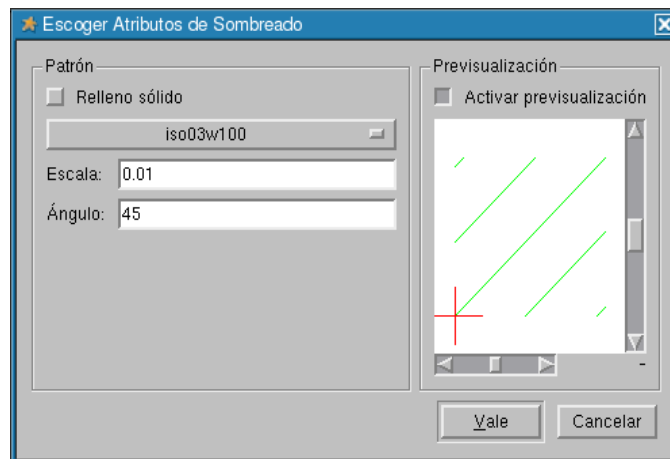 Escoger Atributos de Sombreado
Patrón
Relleno sólido
iso03w100
Escala: 0.01
Ángulo: 45
Previsualización
Activar previsualización
-
Vale
Cancelar